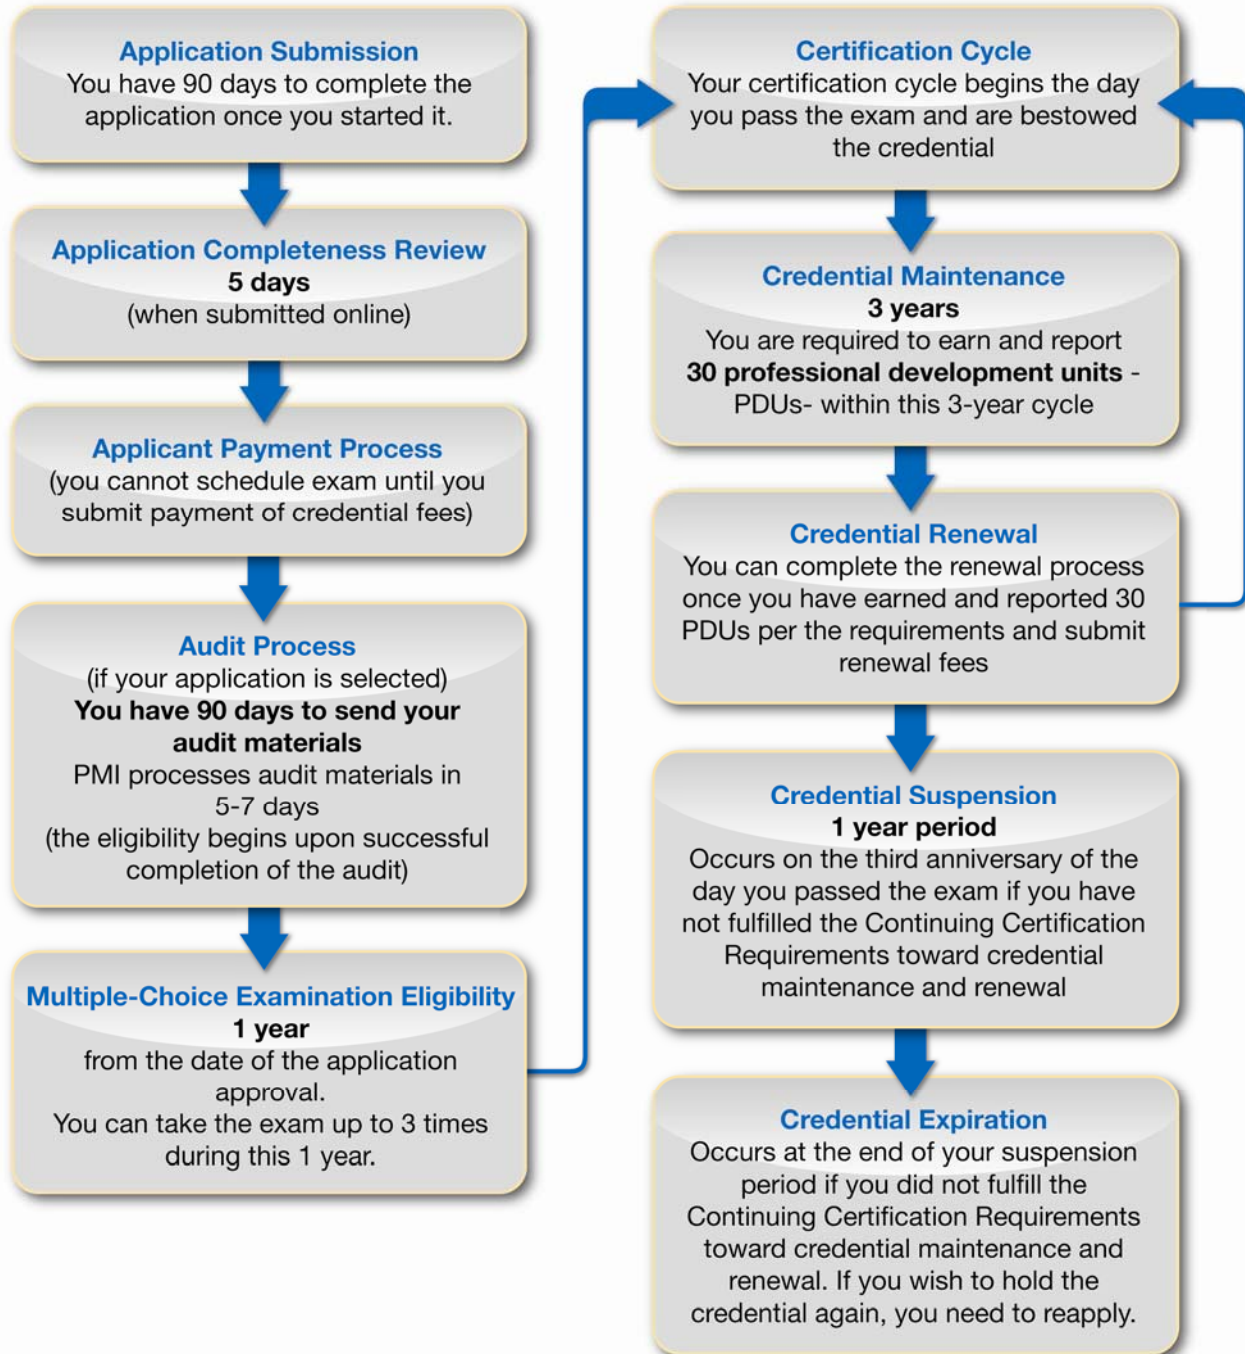 Application Submission
You have 90 days to complete the
application once you started it.
Application Completeness Review
5 days
(when submitted online)
Applicant Payment Process
(you cannot schedule exam until you
submit payment of credential fees)
Audit Process
(if your application is selected)
You have 90 days to send your
audit materials
PMI processes audit materials in
5-7 days
(the eligibility begins upon successful
completion of the audit)
Multiple-Choice Examination Eligibility
1 year
from the date of the application
approval.
You can take the exam up to 3 times
during this 1 year.
Certification Cycle
Your certification cycle begins the day
you pass the exam and are bestowed
the credential
Credential Maintenance
3 years
You are required to earn and report
30 professional development units -
PDUs- within this 3-year cycle
Credential Renewal
You can complete the renewal process
once you have earned and reported 30
PDUs per the requirements and submit
renewal fees
Credential Suspension
1 year period
Occurs on the third anniversary of the
day you passed the exam if you have
not fulfilled the Continuing Certification
Requirements toward credential
maintenance and renewal
Credential Expiration
Occurs at the end of your suspension
period if you did not fulfill the
Continuing Certification Requirements
toward credential maintenance and
renewal. If you wish to hold the
credential again, you need to reapply.